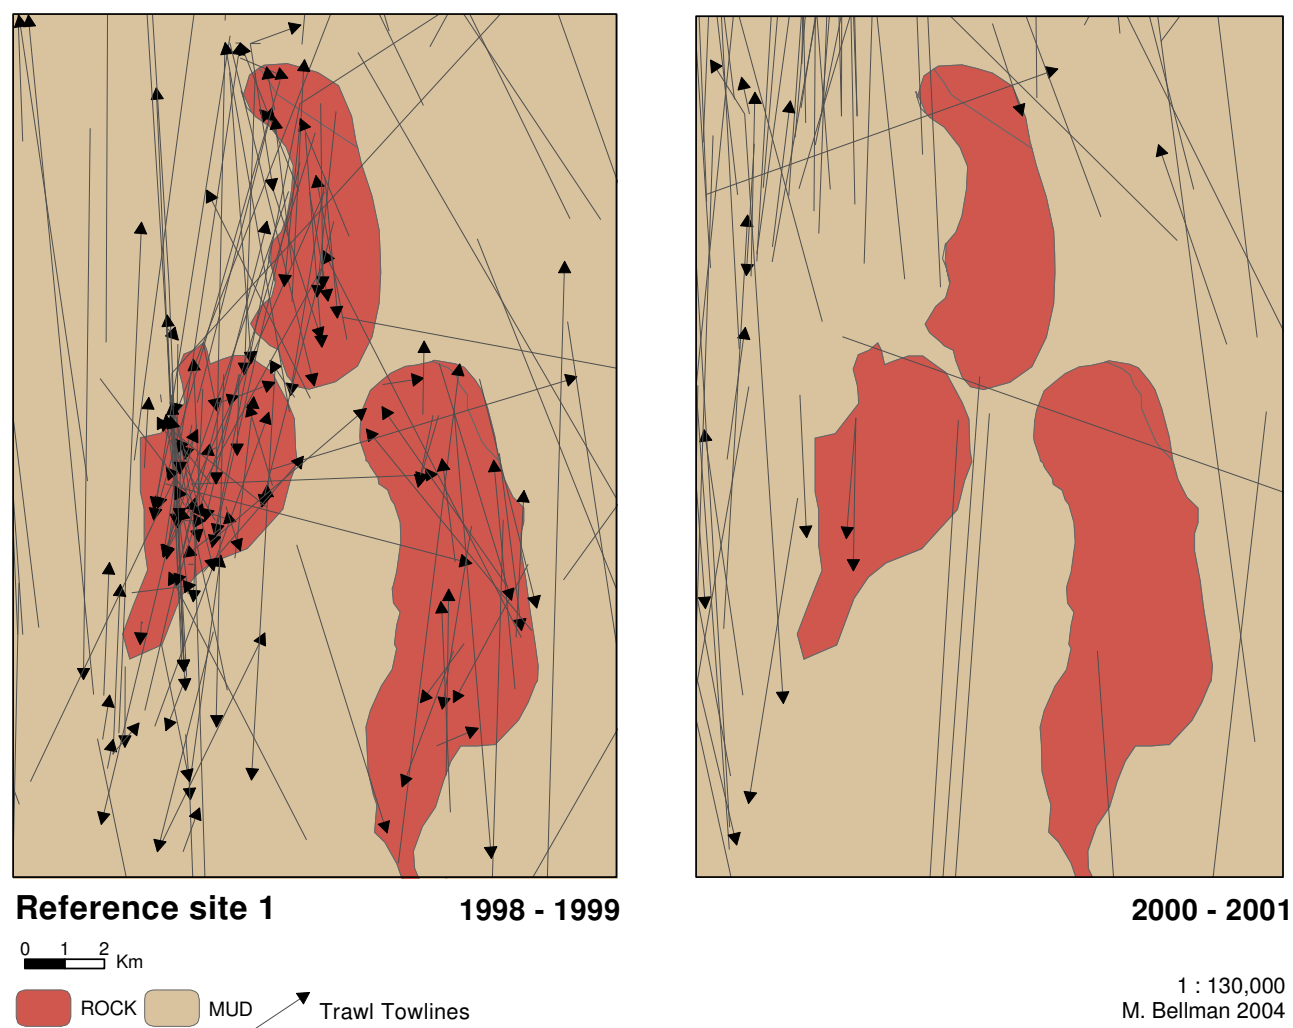 Reference site 1
1998 - 1999
2000 - 2001
0 1 2
Km
ROCK
MUD
Trawl Towlines
1 : 130,000
M. Bellman 2004